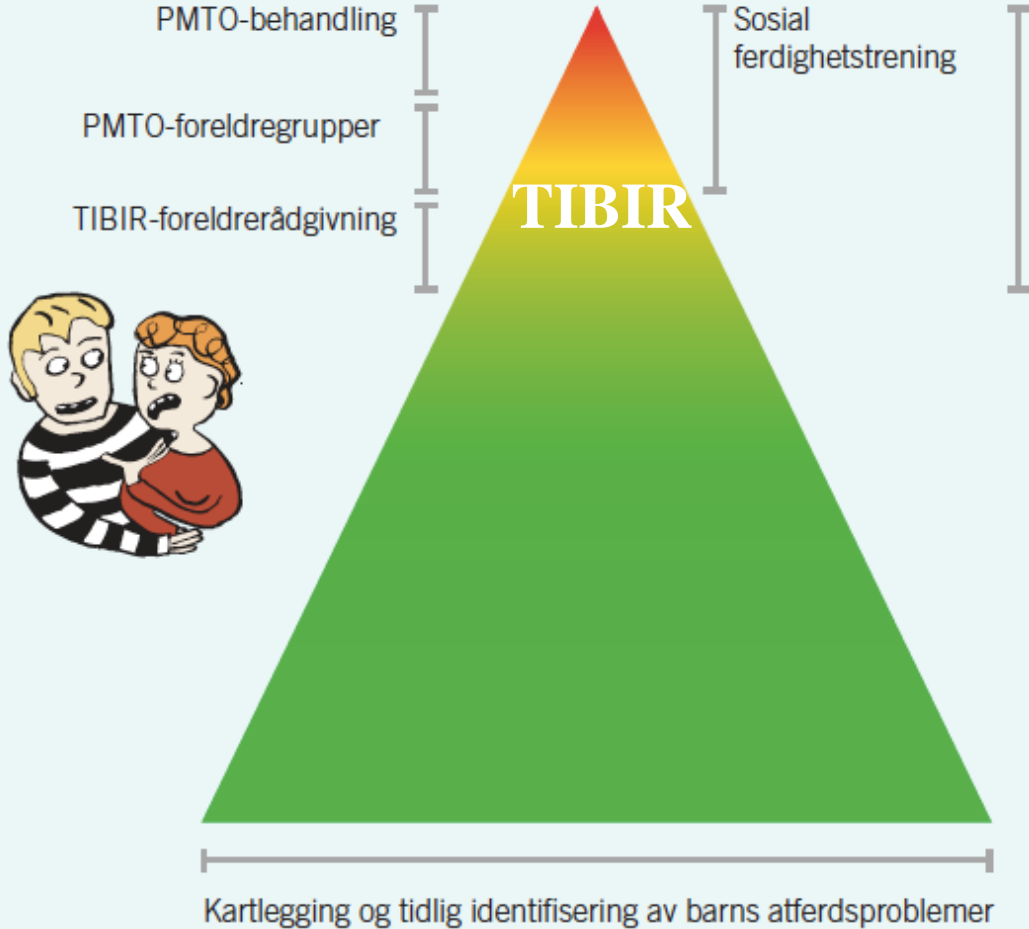 PMTO-behandling
PMTO-foreldregrupper
TIBIR-foreldrerådgivning
Sosial
ferdighetstrening
TIBIR
Kartlegging og tidlig identifisering av barns atferdsproblemer